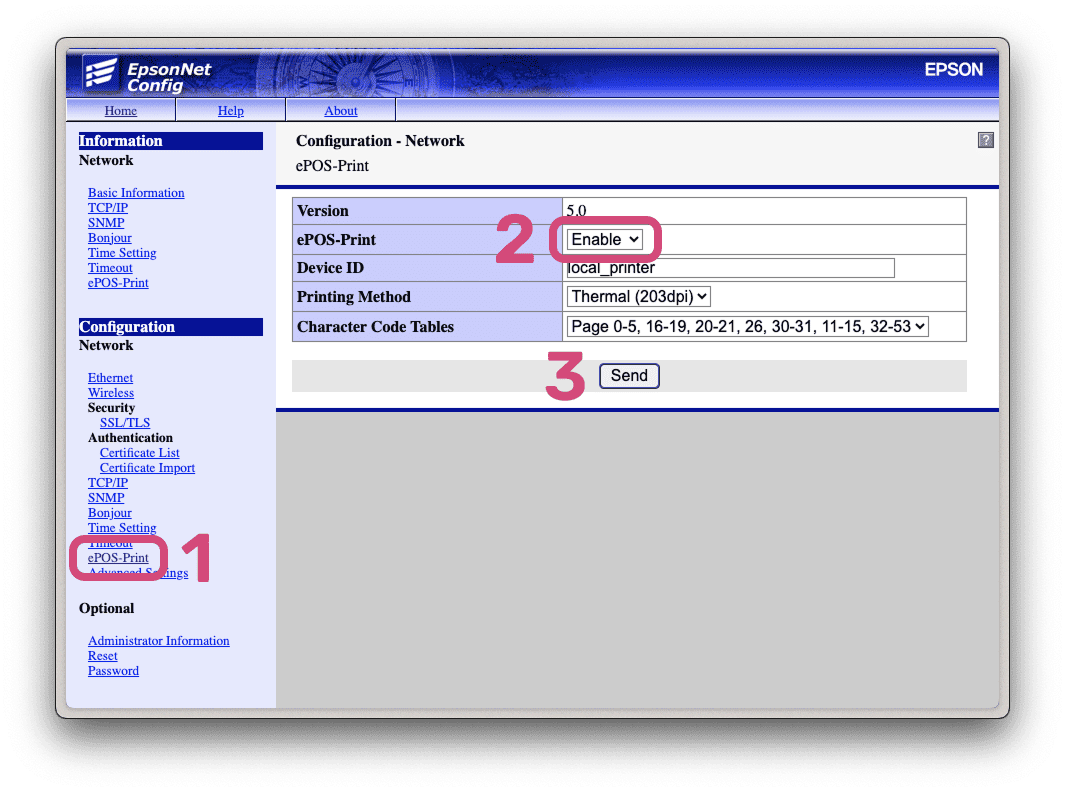 EpsonNet
Config
EPSON
Home Help About
Information
Network
Basic Information
TCP/IP
SNMP
Bonjour
Time Setting
Timeout
ePOS-Print
Configuration
Network
Ethernet
Wireless
Security
SSL/TLS
Authentication
Certificate List
Certificate Import
TCP/IP
SNMP
Bonjour
Time Setting
Timeout
ePOS-Print
1
Advanced Settings
Optional
Administrator Information
Reset
Password
Configuration - Network
?
ePOS-Print
Version 5.0
ePOS-Print 2 Enable
Device ID local_printer
Printing Method Thermal (203dpi)
Character Code Tables Page 0-5, 16-19, 20-21, 26, 30-31, 11-15, 32-53
3 Send